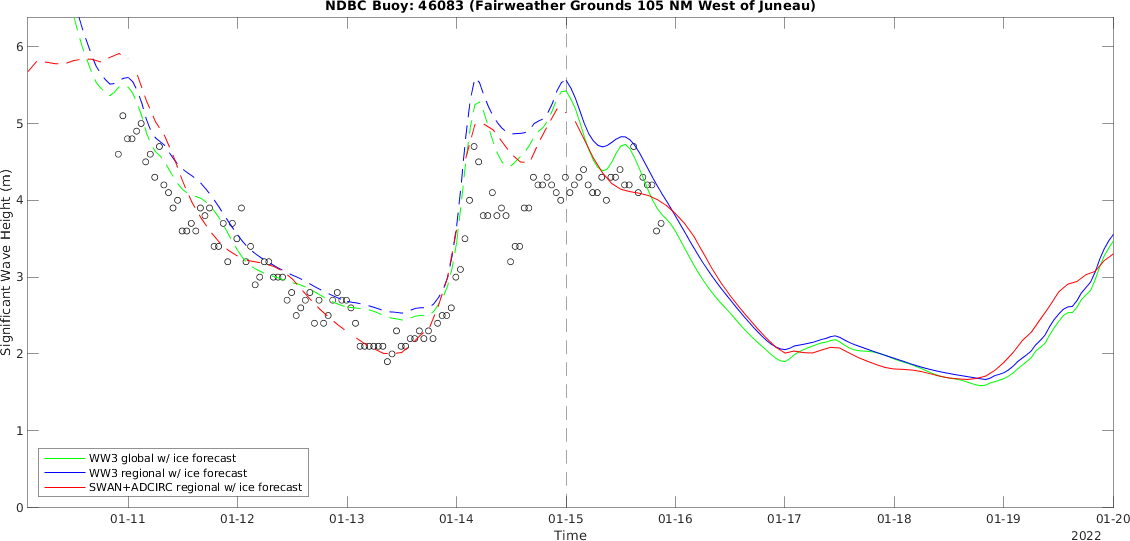 NDBC Buoy: 46083 (Fairweather Grounds 105 NM West of Juneau)
Significant Wave Height (m)
6
5
4
3
2
1
0
WW3 global w/ ice forecast
WW3 regional w/ ice forecast
SWAN+ADCIRC regional w/ ice forecast
01-11 01-12 01-13 01-14 01-15 01-16 01-17 01-18 01-19 01-20
Time
2022